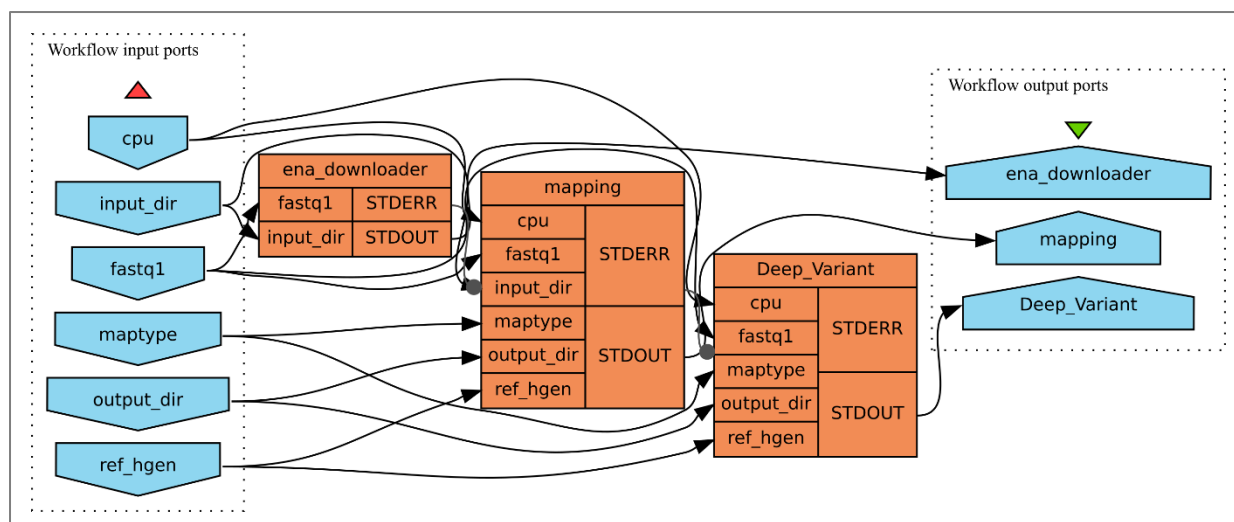 Workflow input ports
cpu
input_dir
fastq1
maptype
output_dir
ref_hgen
ena_downloader
fastq1 STDERR
input_dir STDOUT
mapping
cpu
fastq1
input_dir
maptype
output_dir
ref_hgen
STDERR
STDOUT
Deep_Variant
cpu
fastq1
maptype
output_dir
ref_hgen
STDERR
STDOUT
Workflow output ports
ena_downloader
mapping
Deep_Variant